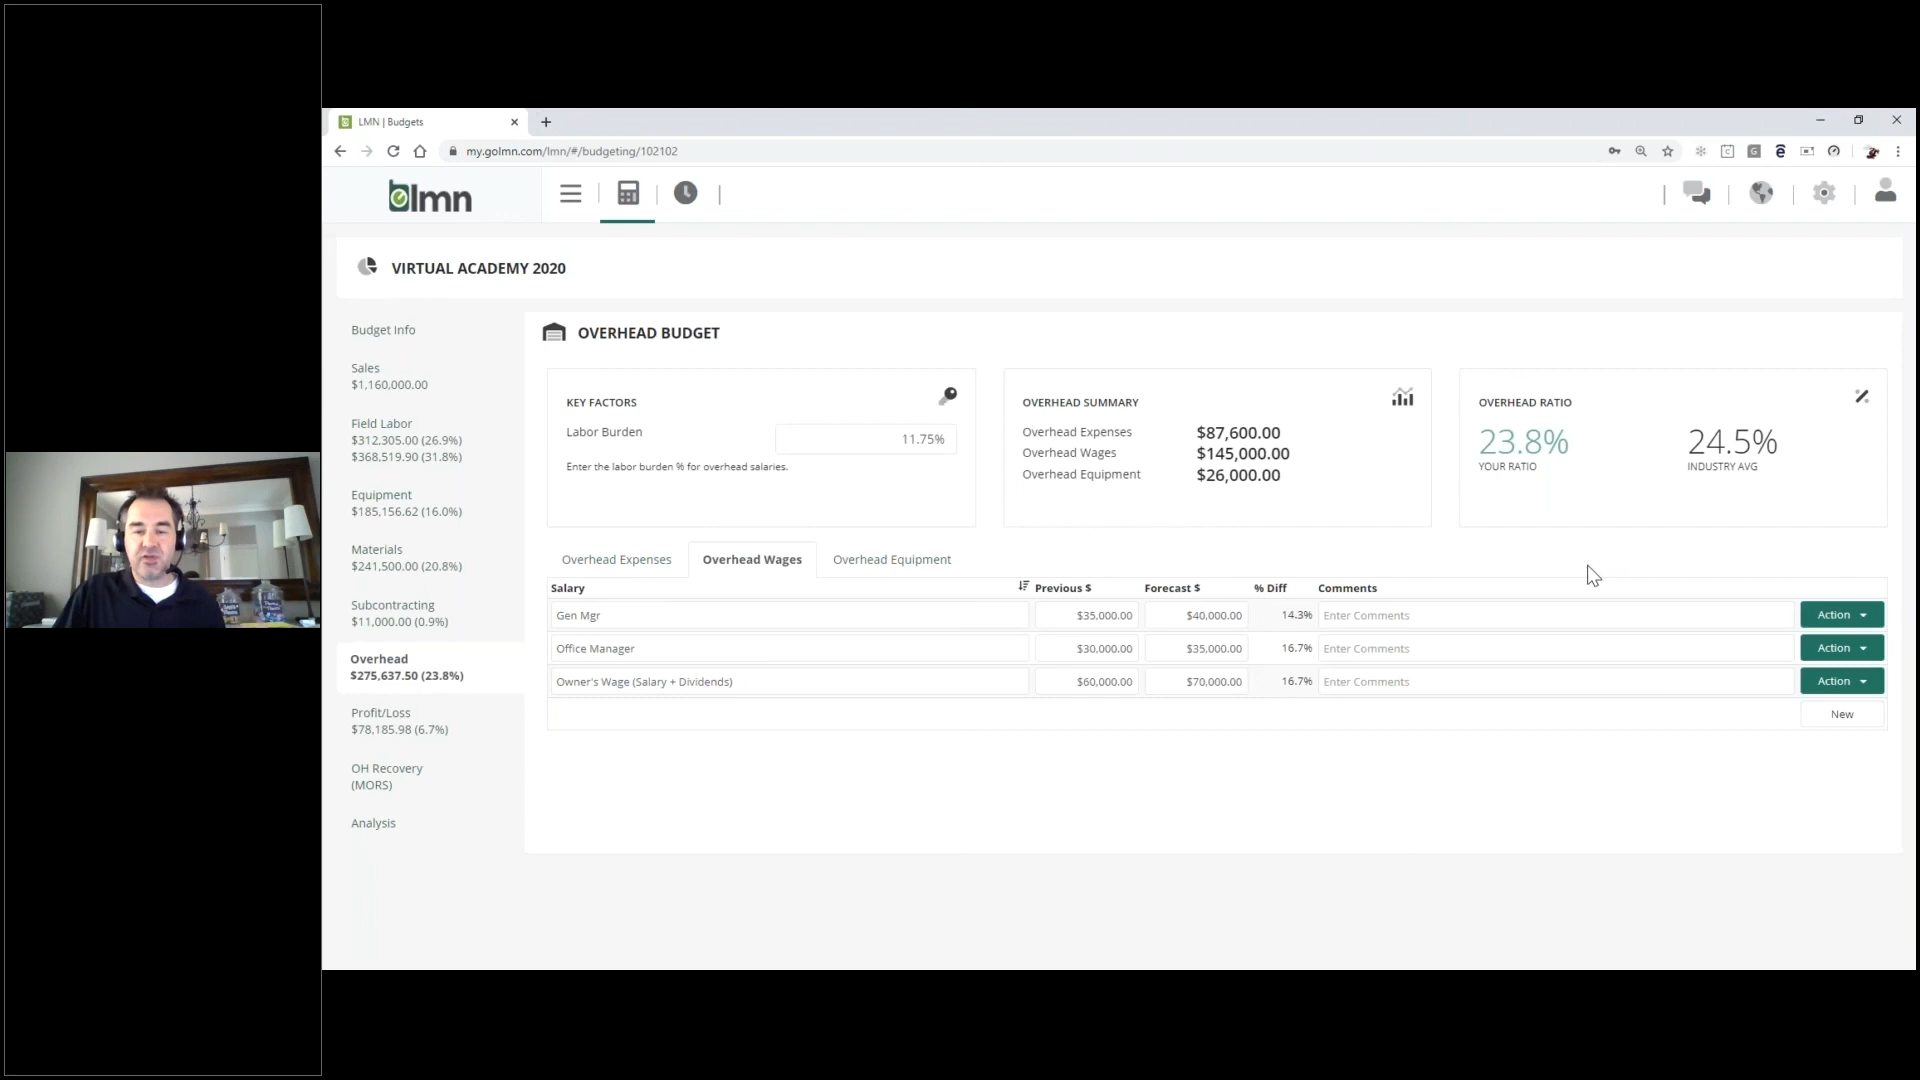 LMN | Budgets
my.golmn.com/lmn/#/budgeting/102102
lmn
VIRTUAL ACADEMY 2020
Budget Info
Sales
$1,160,000.00
Field Labor
$312,305.00 (26.9%)
$368,519.90 (31.8%)
Equipment
$185,156.62 (16.0%)
Materials
$241,500.00 (20.8%)
Subcontracting
$11,000.00 (0.9%)
Overhead
$275,637.50 (23.8%)
Profit/Loss
$78,185.98 (6.7%)
OH Recovery
(MORS)
Analysis
OVERHEAD BUDGET
KEY FACTORS
Labor Burden 11.75%
Enter the labor burden % for overhead salaries.
OVERHEAD SUMMARY
Overhead Expenses $87,600.00
Overhead Wages $145,000.00
Overhead Equipment $26,000.00
OVERHEAD RATIO
23.8% 24.5%
YOUR RATIO INDUSTRY AVG
Overhead Expenses Overhead Wages Overhead Equipment
Salary Previous $ Forecast $ % Diff Comments
Gen Mgr $35,000.00 $40,000.00 14.3% Enter Comments Action
Office Manager $30,000.00 $35,000.00 16.7% Enter Comments Action
Owner's Wage (Salary + Dividends) $60,000.00 $70,000.00 16.7% Enter Comments Action
New